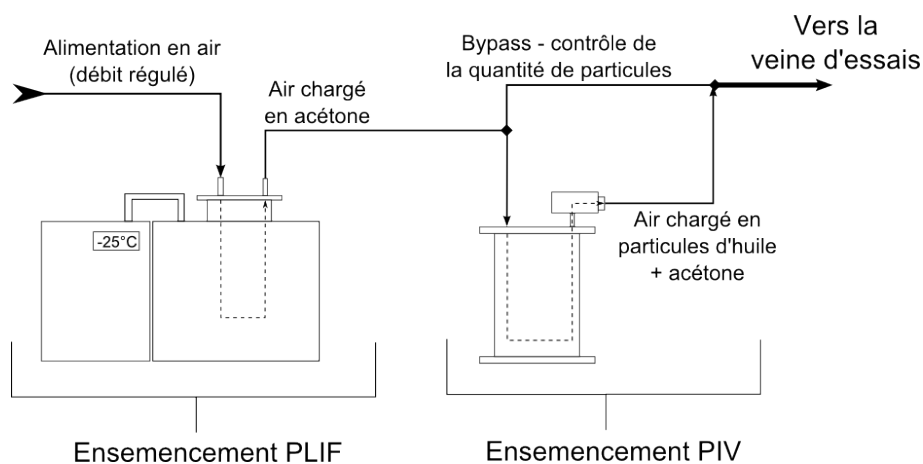 Alimentation en air
(débit régulé)
Air chargé
en acétone
Bypass - contrôle de
la quantité de particules
Vers la
veine d'essais
-25°C
Air chargé en
particules d'huile
+ acétone
Ensemencement PLIF
Ensemencement PIV